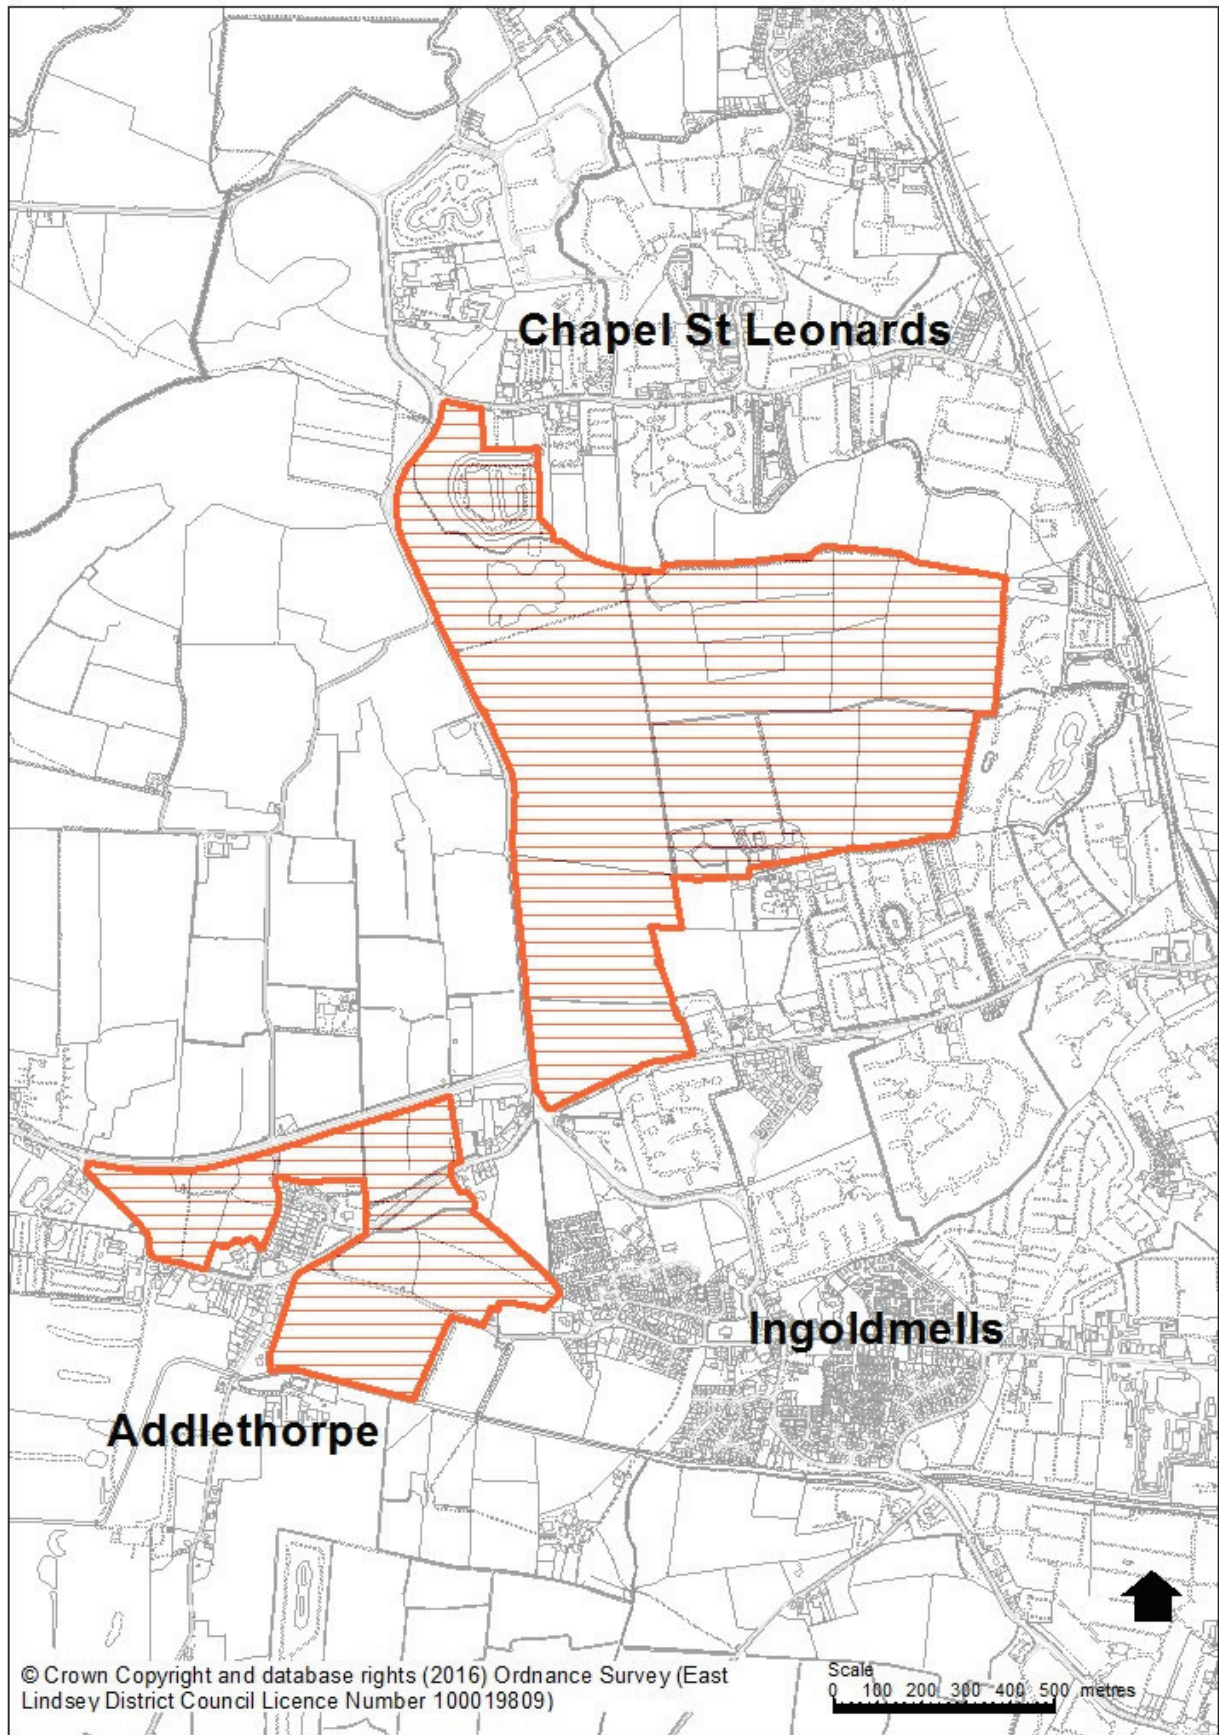 Chapel St Leonards
Ingoldmells
Addlethorpe
© Crown Copyright and database rights (2016) Ordnance Survey (East
Lindsey District Council Licence Number 100019809)
Scale
0 100 200 300 400 500 metres